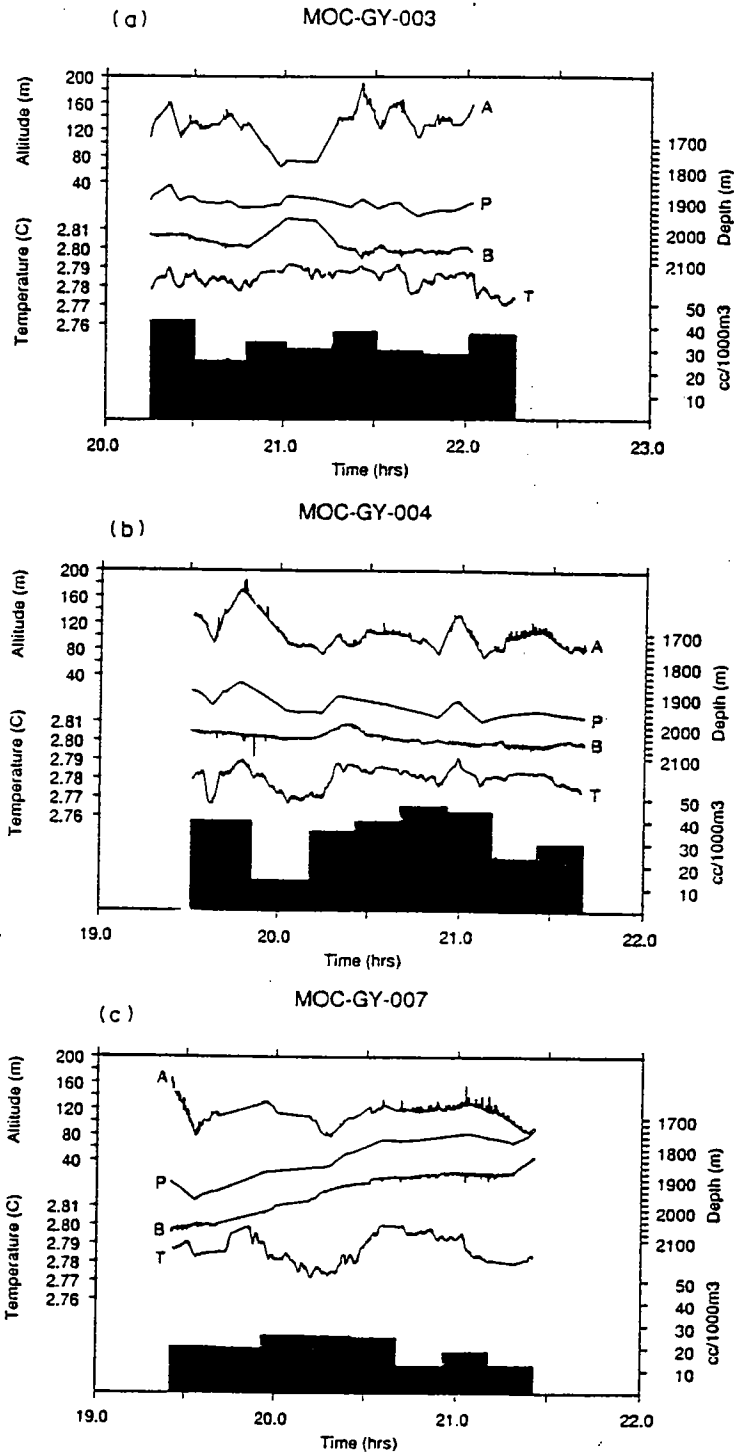 (a)
MOC-GY-003
Altitude (m)
200
160
120
80
40
A
P
B
T
1700
1800
1900
2000
2100
Depth (m)
Temperature (C)
2.81
2.80
2.79
2.78
2.77
2.76
50
40
30
20
10
cc/1000m3
20.0
21.0
22.0
23.0
Time (hrs)
(b)
MOC-GY-004
Altitude (m)
200
160
120
80
40
A
P
B
T
1700
1800
1900
2000
2100
Depth (m)
Temperature (C)
2.81
2.80
2.79
2.78
2.77
2.76
50
40
30
20
10
cc/1000m3
19.0
20.0
21.0
22.0
Time (hrs)
(c)
MOC-GY-007
Altitude (m)
200
160
120
80
40
A
P
B
T
1700
1800
1900
2000
2100
Depth (m)
Temperature (C)
2.81
2.80
2.79
2.78
2.77
2.76
50
40
30
20
10
cc/1000m3
19.0
20.0
21.0
22.0
Time (hrs)